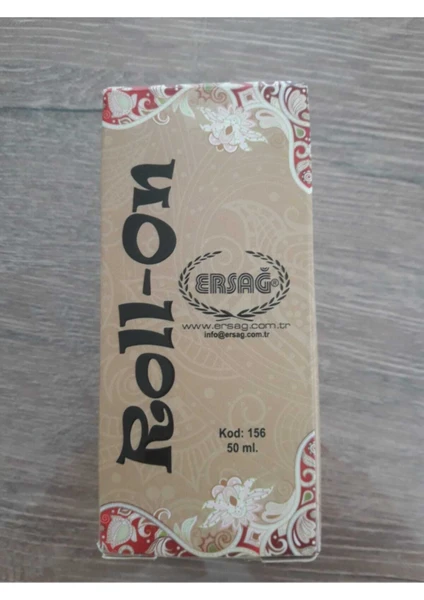 Roll-On
ERSAĞ®
www.ersag.com.tr
info@ersag.com.tr
Kod: 156
50 ml.